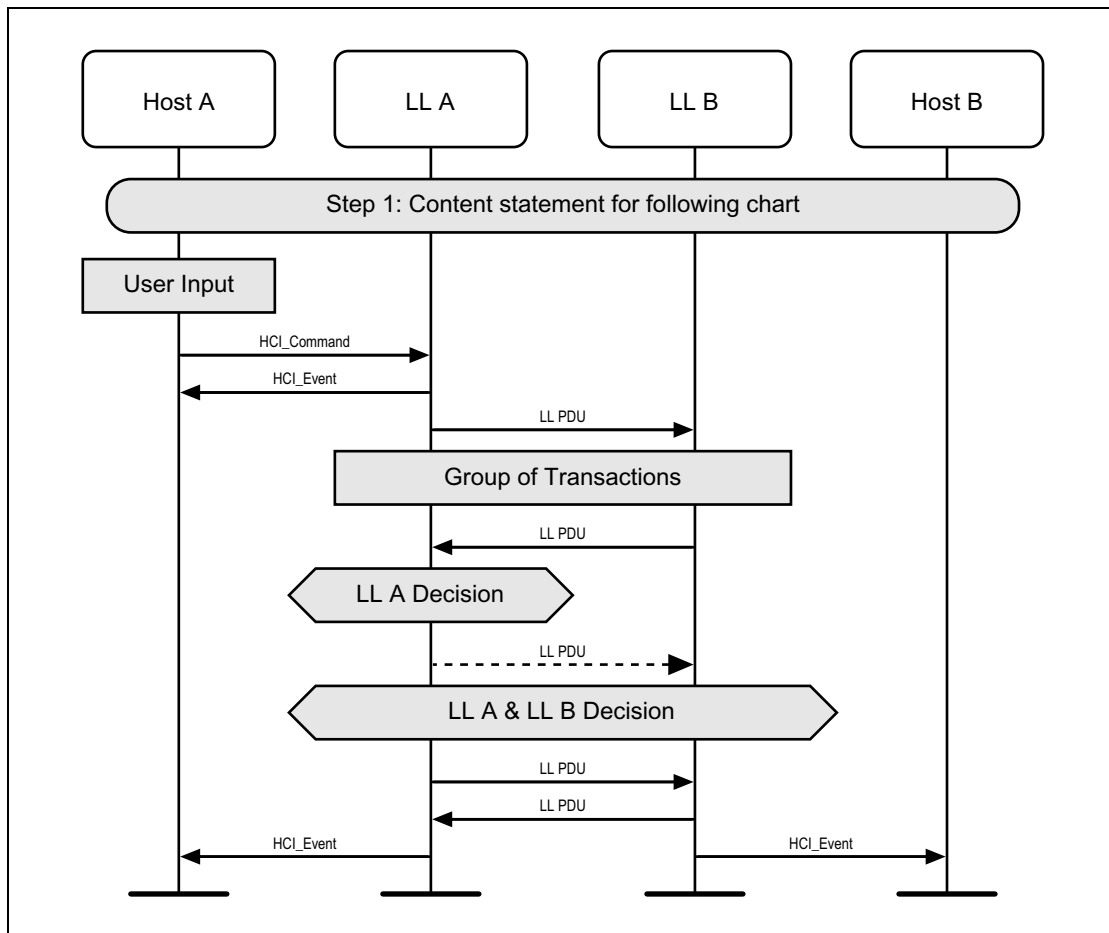 Host A
LL A
LL B
Host B
Step 1: Content statement for following chart
User Input
HCI_Command
HCI_Event
LL PDU
Group of Transactions
LL PDU
LL A Decision
LL PDU
LL A & LL B Decision
LL PDU
LL PDU
HCI_Event
HCI_Event